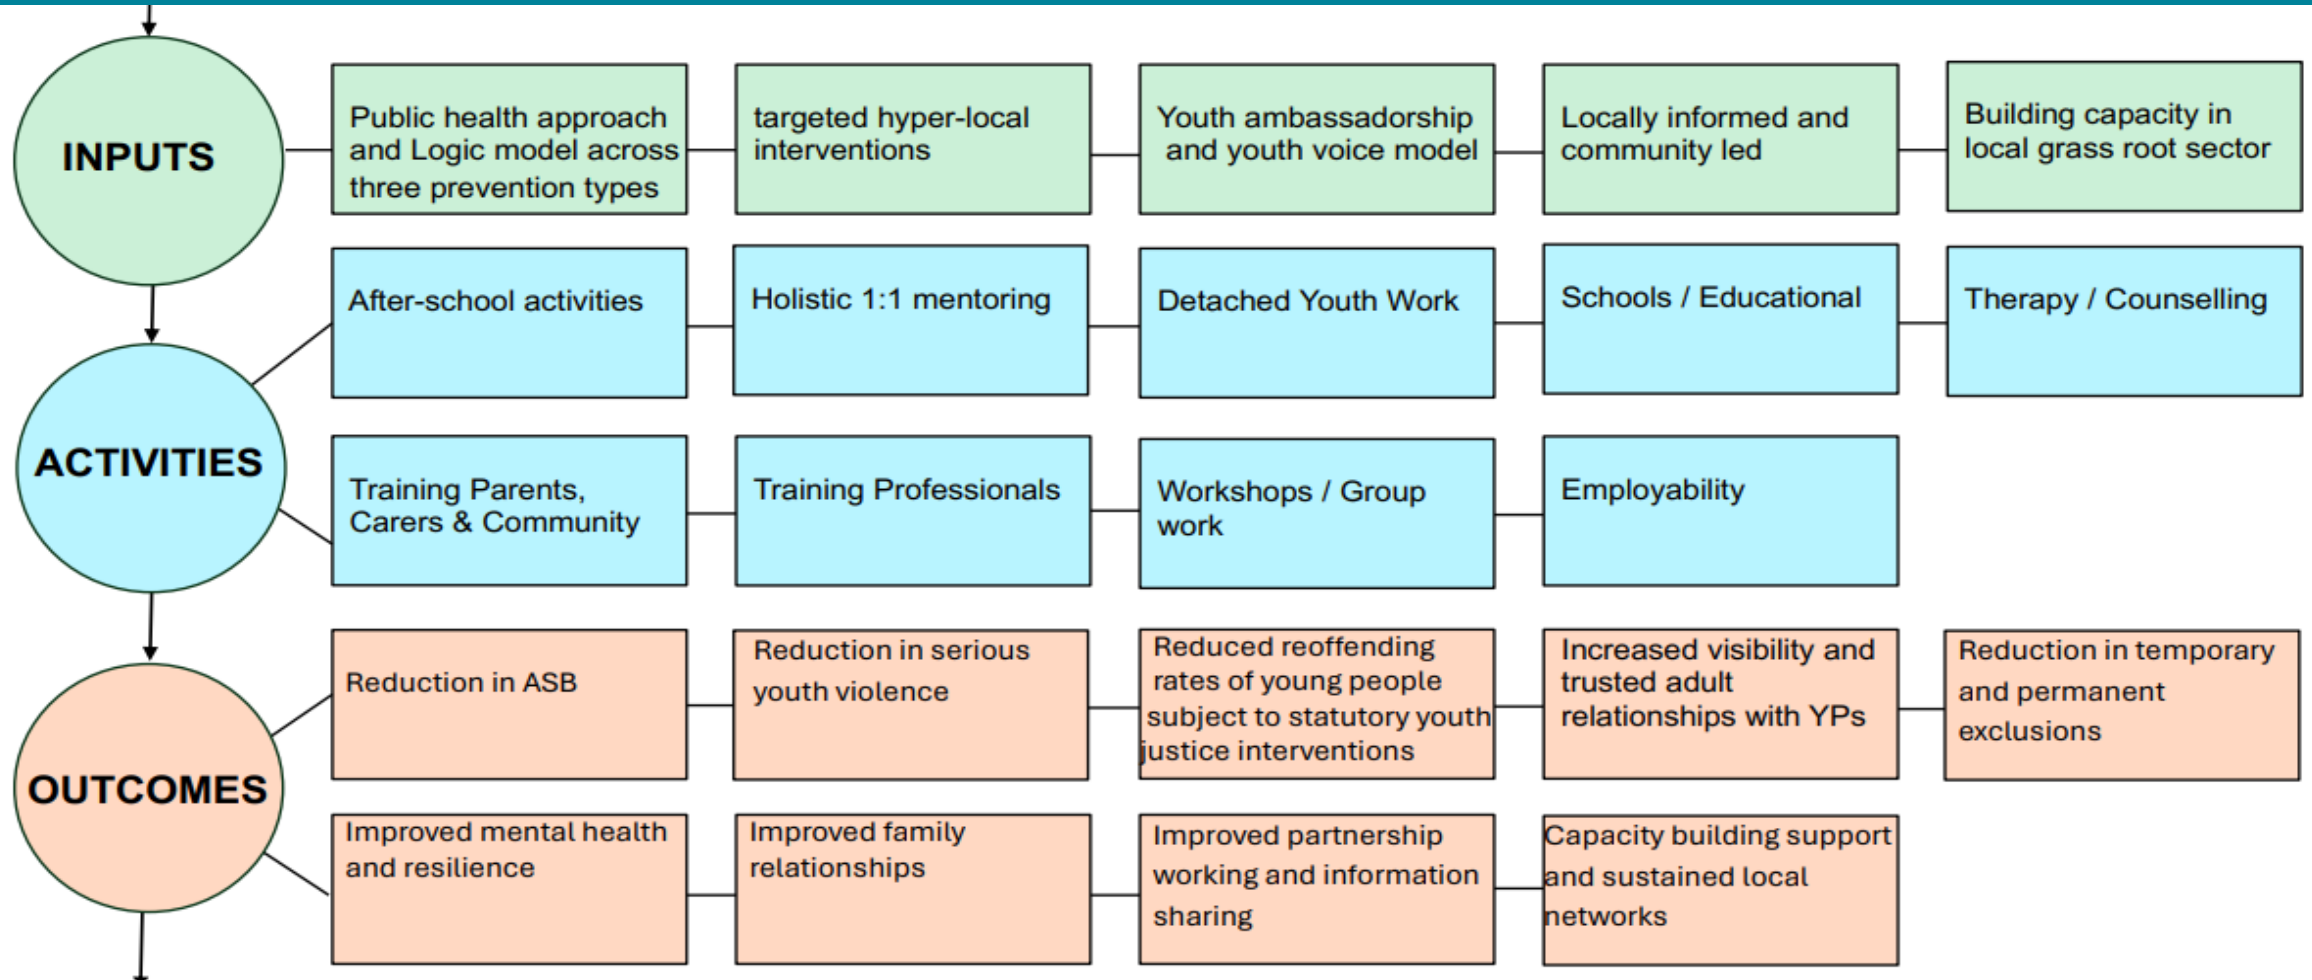 INPUTS
Public health approach
and Logic model across
three prevention types
targeted hyper-local
interventions
Youth ambassadorship
and youth voice model
Locally informed and
community led
Building capacity in
local grass root sector
ACTIVITIES
After-school activities
Holistic 1:1 mentoring
Detached Youth Work
Schools / Educational
Therapy / Counselling
Training Parents,
Carers & Community
Training Professionals
Workshops / Group
work
Employability
OUTCOMES
Reduction in ASB
Reduction in serious
youth violence
Reduced reoffending
rates of young people
subject to statutory youth
justice interventions
Increased visibility and
trusted adult
relationships with YPs
Reduction in temporary
and permanent
exclusions
Improved mental health
and resilience
Improved family
relationships
Improved partnership
working and information
sharing
Capacity building support
and sustained local
networks